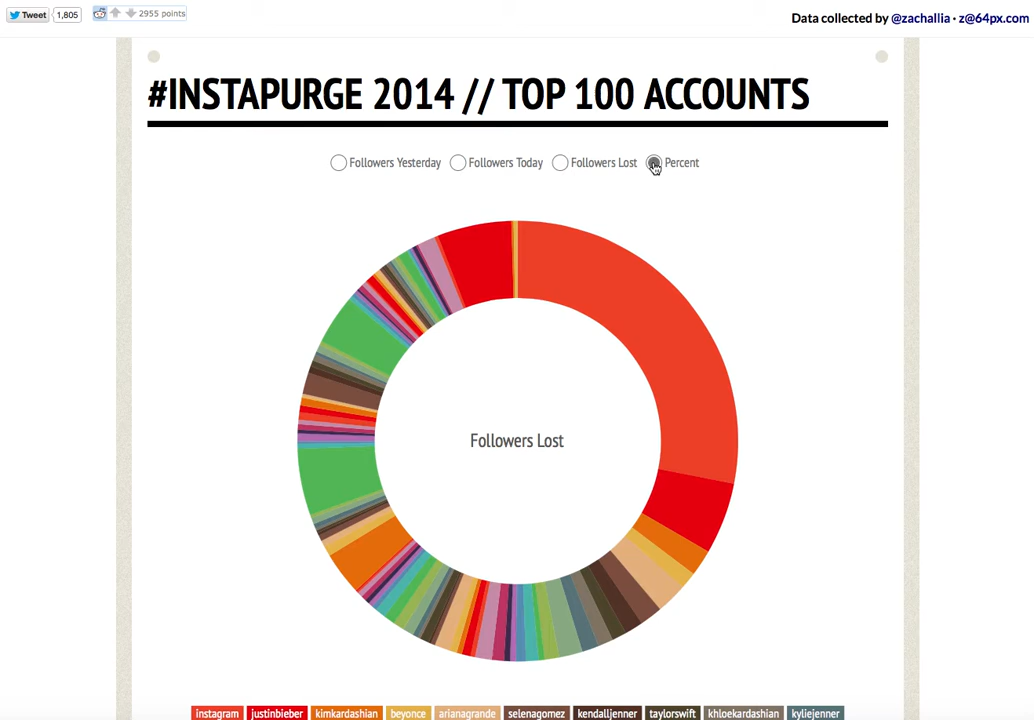 Tweet 1,805 2955 points
Data collected by @zachallia · z@64px.com
#INSTAPURGE 2014 // TOP 100 ACCOUNTS
Followers Yesterday Followers Today Followers Lost Percent
Followers Lost
instagram justinbieber kimkardashian beyonce arianagrande selenagomez kendalljenner taylorswift khloekardashian kyliejenner